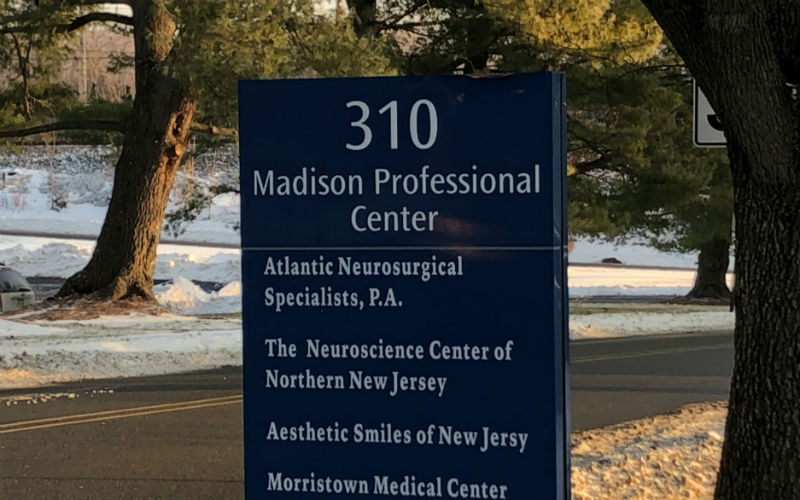 310
Madison Professional
Center
Atlantic Neurosurgical
Specialists, P.A.
The Neuroscience Center of
Northern New Jersey
Aesthetic Smiles of New Jersy
Morristown Medical Center